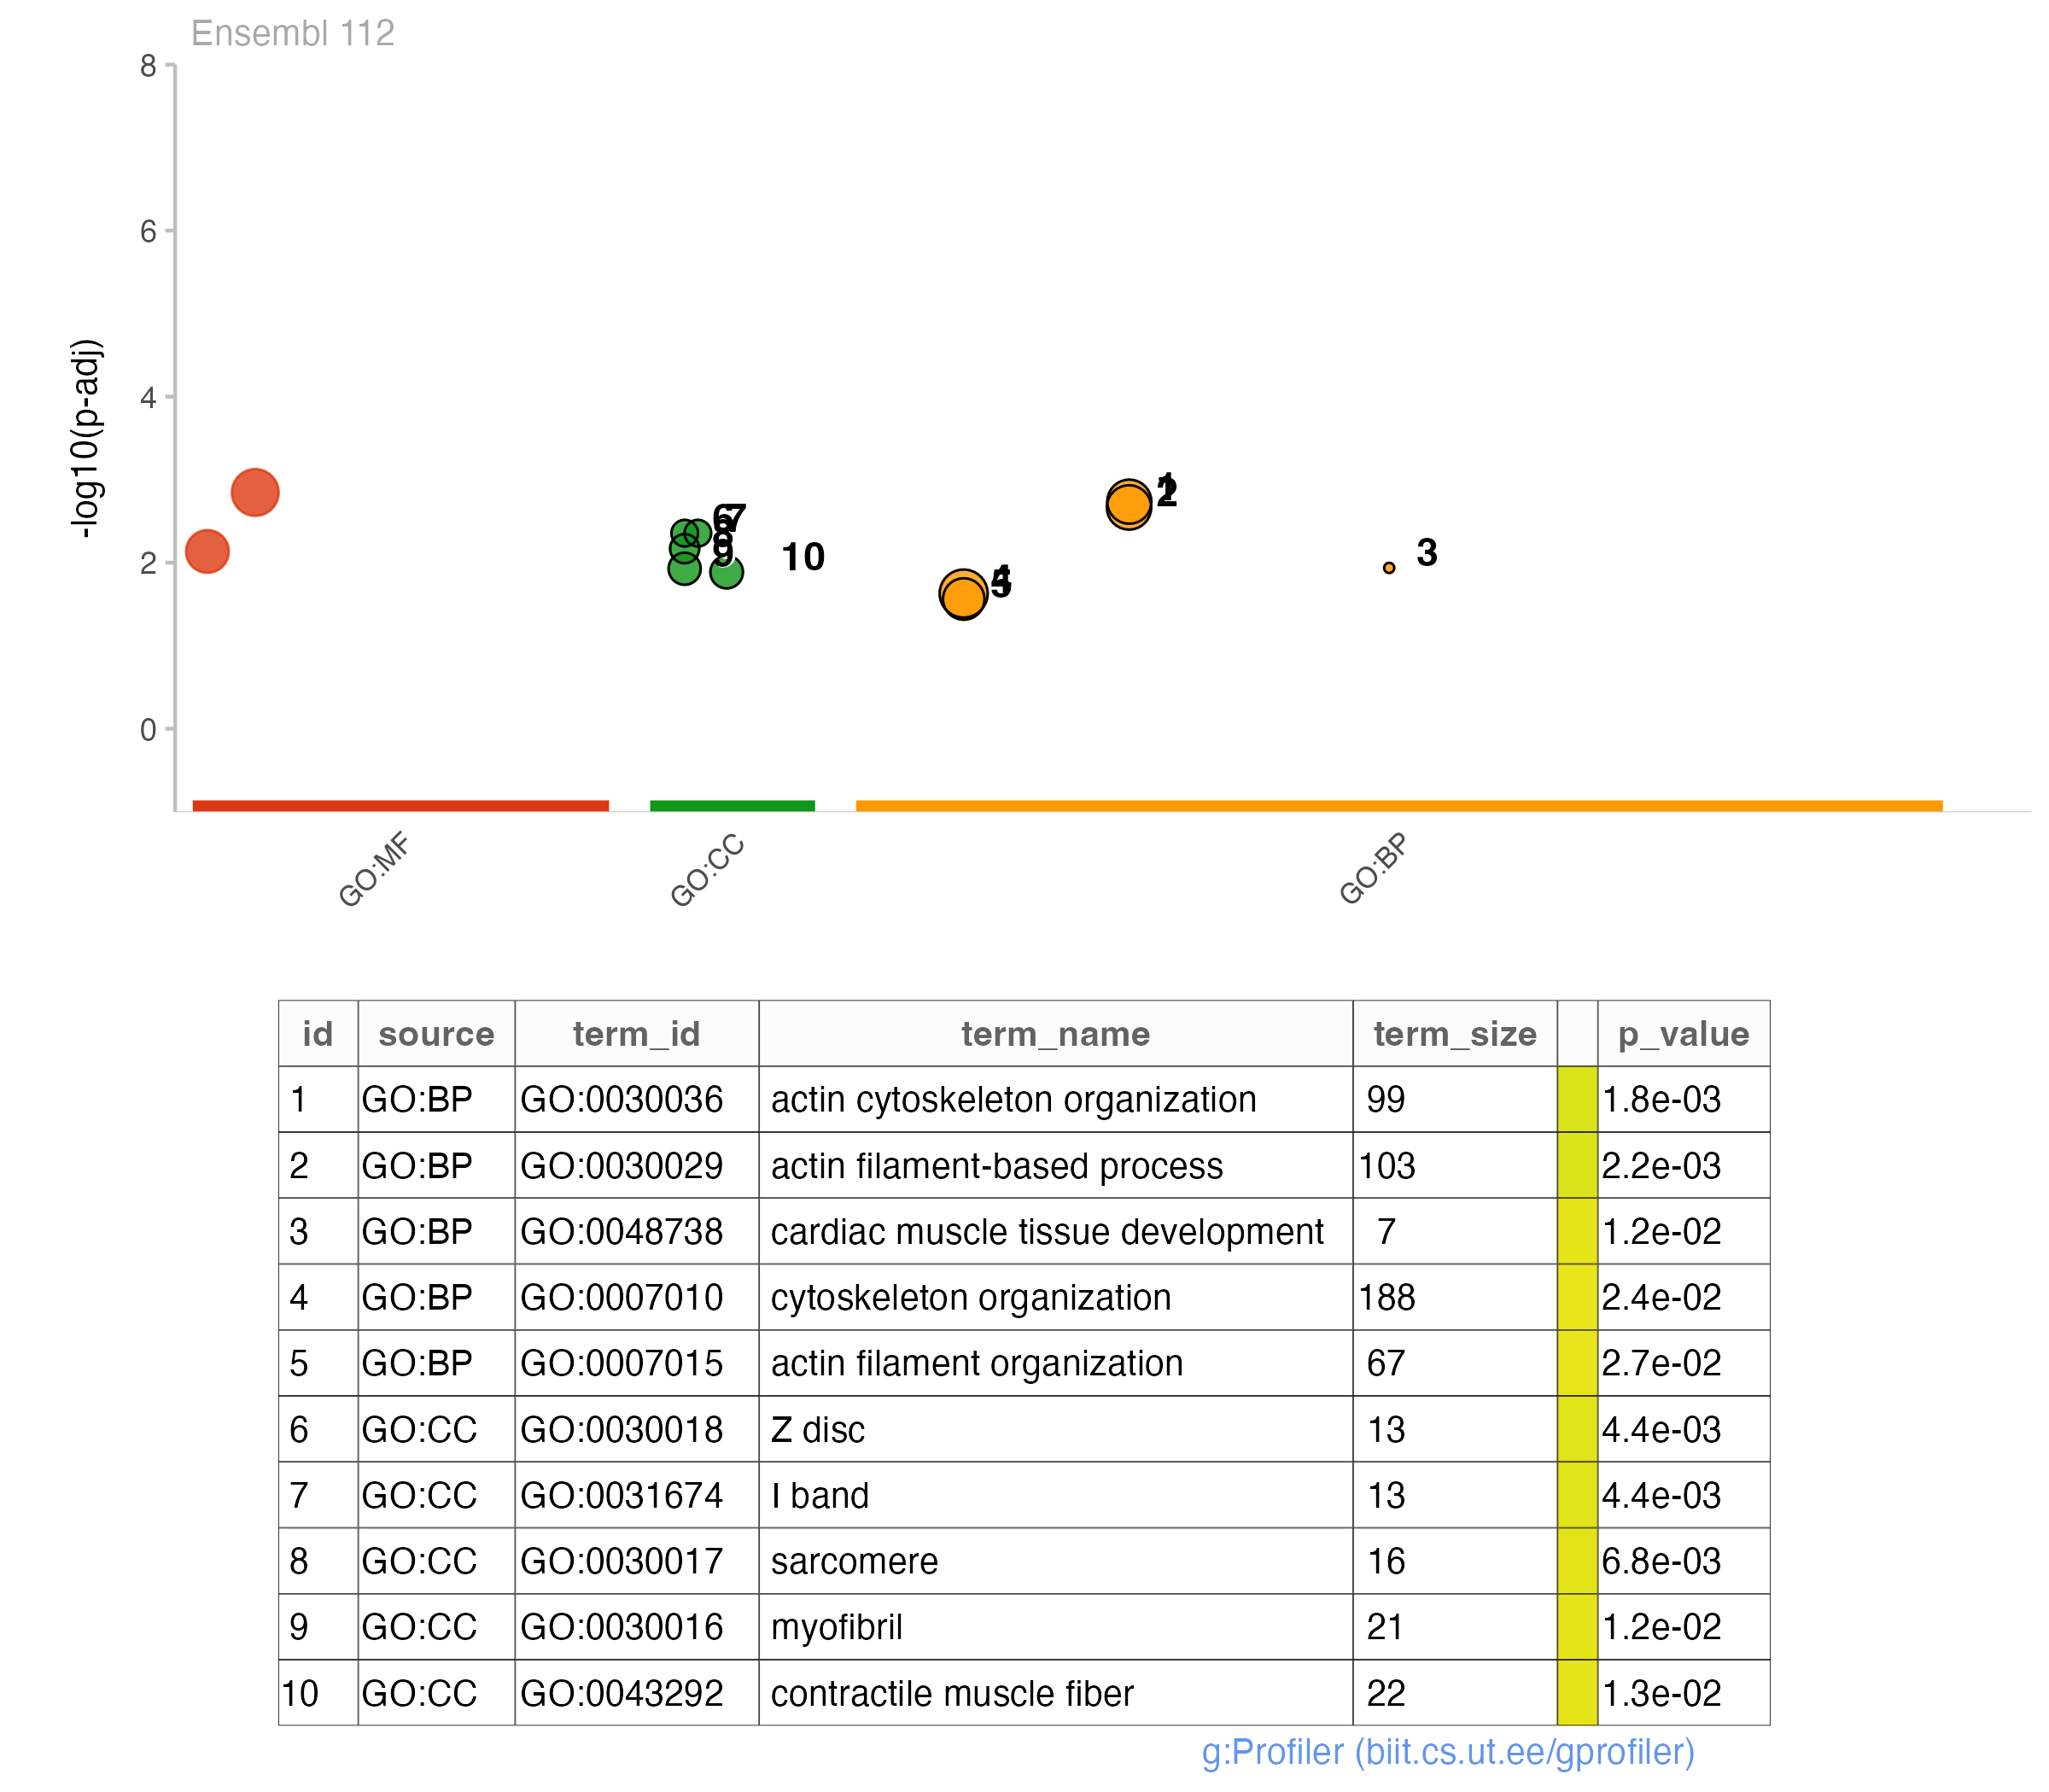 Ensembl 112
8
6
4
2
0
-log10(p-adj)
1
2
3
4
5
6
7
8
9
10
GO:MF
GO:CC
GO:BP
id source term_id term_name term_size p_value
1 GO:BP GO:0030036 actin cytoskeleton organization 99 1.8e-03
2 GO:BP GO:0030029 actin filament-based process 103 2.2e-03
3 GO:BP GO:0048738 cardiac muscle tissue development 7 1.2e-02
4 GO:BP GO:0007010 cytoskeleton organization 188 2.4e-02
5 GO:BP GO:0007015 actin filament organization 67 2.7e-02
6 GO:CC GO:0030018 Z disc 13 4.4e-03
7 GO:CC GO:0031674 I band 13 4.4e-03
8 GO:CC GO:0030017 sarcomere 16 6.8e-03
9 GO:CC GO:0030016 myofibril 21 1.2e-02
10 GO:CC GO:0043292 contractile muscle fiber 22 1.3e-02
g:Profiler (biit.cs.ut.ee/gprofiler)